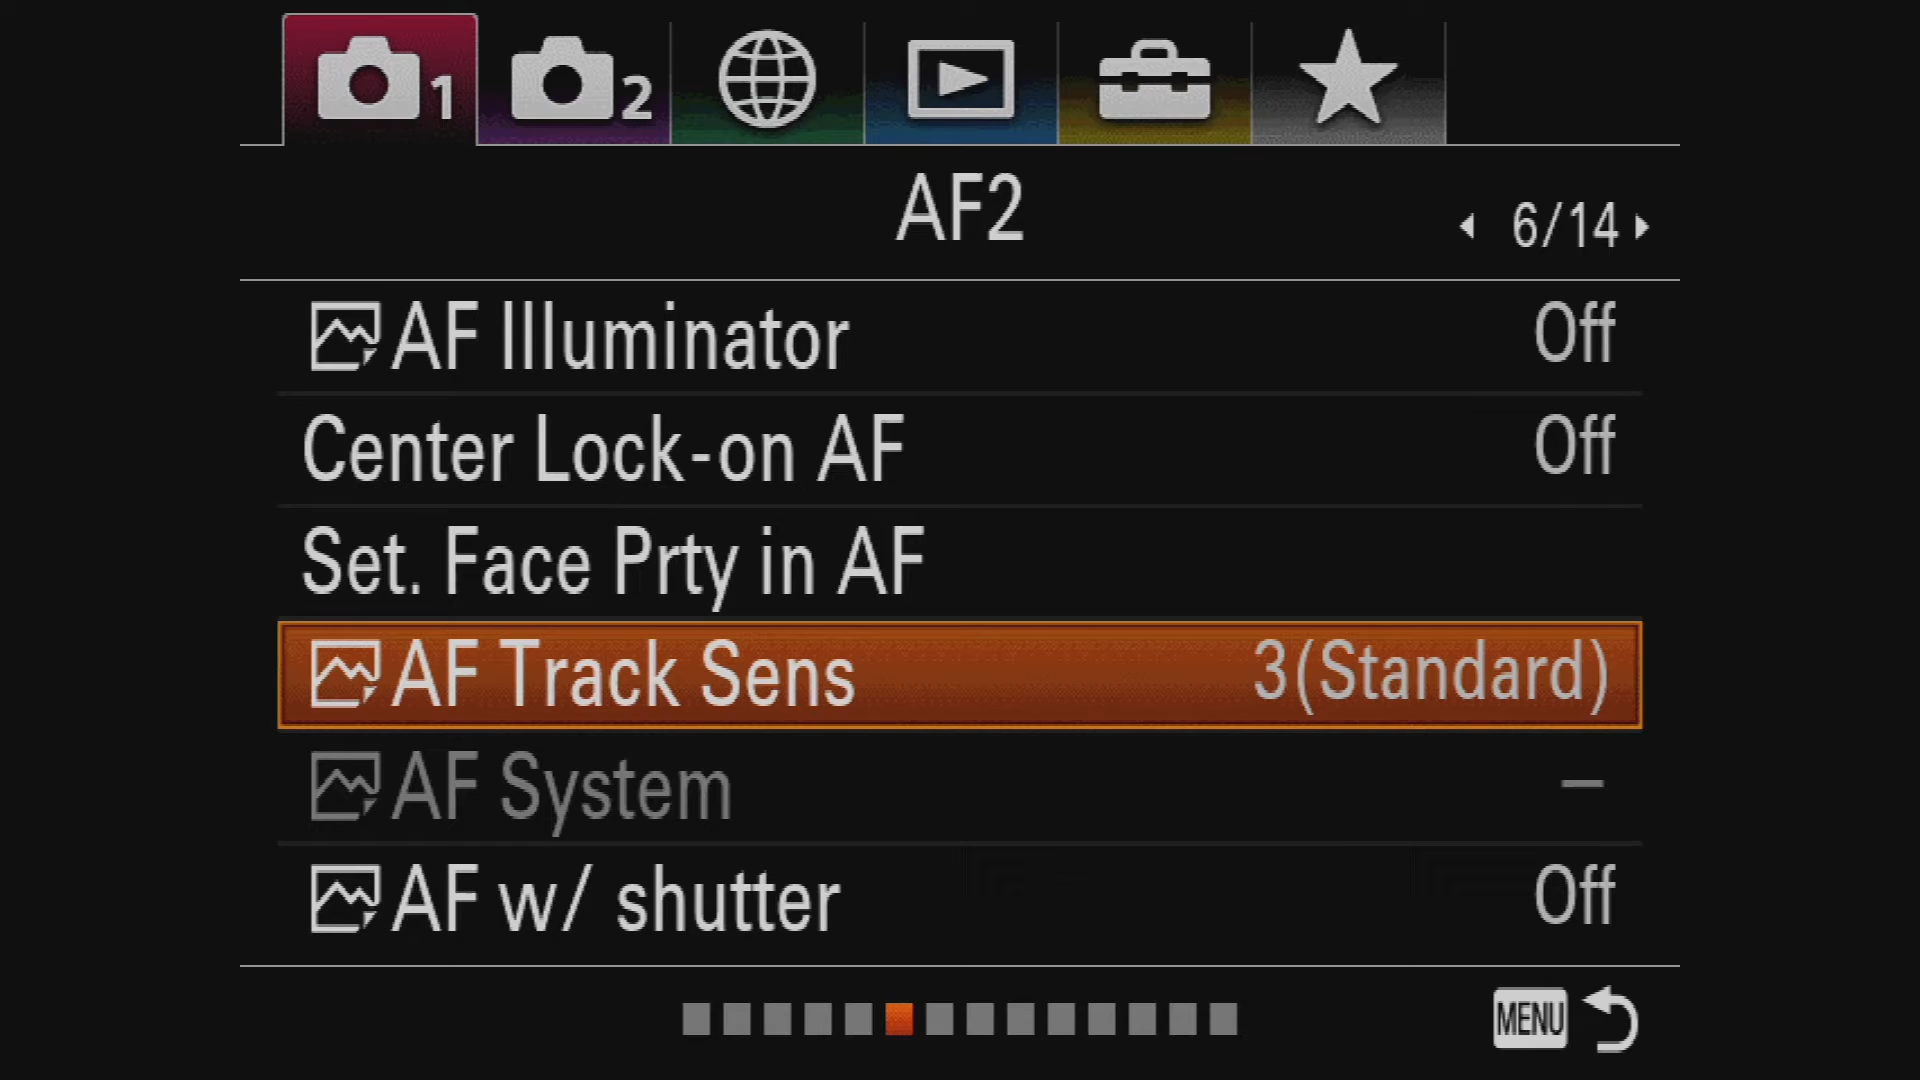 1 2
AF2
6/14
AF Illuminator Off
Center Lock-on AF Off
Set. Face Prty in AF
AF Track Sens 3(Standard)
AF System –
AF w/ shutter Off
MENU